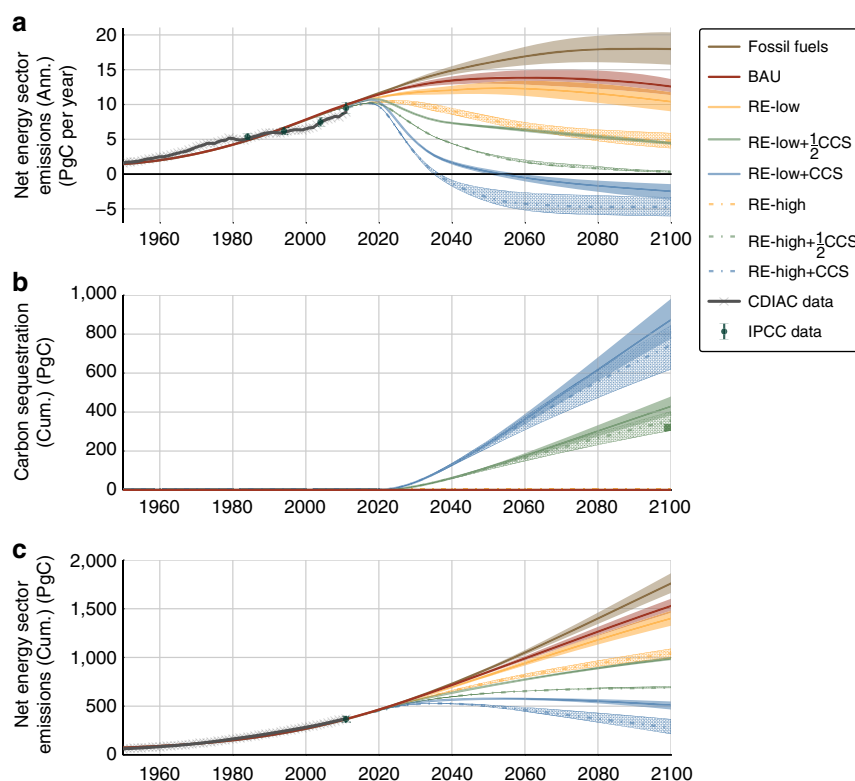 a
Net energy sector
emissions (Ann.)
(PgC per year)
20
15
10
5
0
−5
1960 1980 2000 2020 2040 2060 2080 2100
Fossil fuels
BAU
RE-low
RE-low+1/2CCS
RE-low+CCS
RE-high
RE-high+1/2CCS
RE-high+CCS
CDIAC data
IPCC data
b
Carbon sequestration
(Cum.) (PgC)
1,000
800
600
400
200
0
1960 1980 2000 2020 2040 2060 2080 2100
c
Net energy sector
emissions (Cum.) (PgC)
2,000
1,500
1,000
500
0
1960 1980 2000 2020 2040 2060 2080 2100